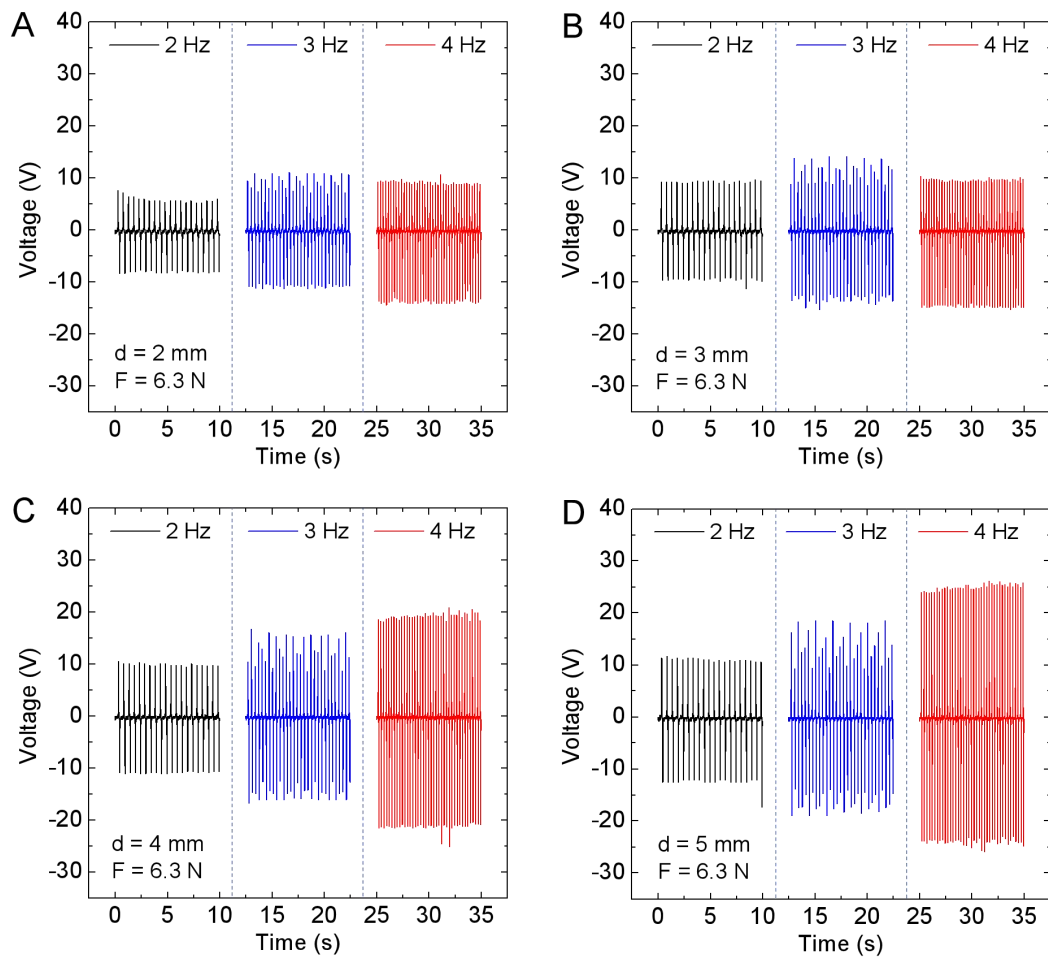 A
2 Hz 3 Hz 4 Hz
40
30
20
10
0
-10
-20
-30
Voltage (V)
d = 2 mm
F = 6.3 N
0 5 10 15 20 25 30 35
Time (s)
B
2 Hz 3 Hz 4 Hz
40
30
20
10
0
-10
-20
-30
Voltage (V)
d = 3 mm
F = 6.3 N
0 5 10 15 20 25 30 35
Time (s)
C
2 Hz 3 Hz 4 Hz
40
30
20
10
0
-10
-20
-30
Voltage (V)
d = 4 mm
F = 6.3 N
0 5 10 15 20 25 30 35
Time (s)
D
2 Hz 3 Hz 4 Hz
40
30
20
10
0
-10
-20
-30
Voltage (V)
d = 5 mm
F = 6.3 N
0 5 10 15 20 25 30 35
Time (s)